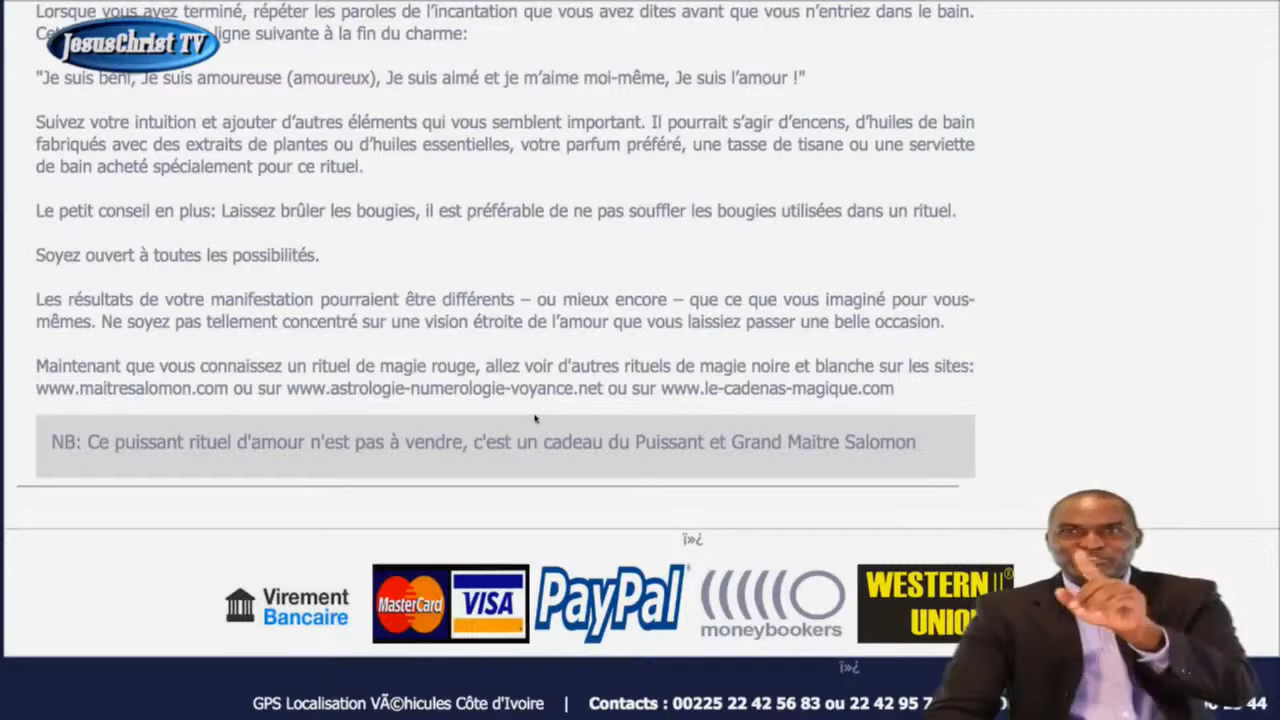 Lorsque vous avez terminé, répéter les paroles de l'incantation que vous avez dites avant que vous n'entriez dans le bain.
ligne suivante à la fin du charme:
JesusChrist TV
"Je suis béni, Je suis amoureuse (amoureux), Je suis aimé et je m'aime moi-même, Je suis l'amour !"
Suivez votre intuition et ajouter d'autres éléments qui vous semblent important. Il pourrait s'agir d'encens, d'huiles de bain
fabriqués avec des extraits de plantes ou d'huiles essentielles, votre parfum préféré, une tasse de tisane ou une serviette
de bain acheté spécialement pour ce rituel.
Le petit conseil en plus: Laissez brûler les bougies, il est préférable de ne pas souffler les bougies utilisées dans un rituel.
Soyez ouvert à toutes les possibilités.
Les résultats de votre manifestation pourraient être différents – ou mieux encore – que ce que vous imaginé pour vous-
mêmes. Ne soyez pas tellement concentré sur une vision étroite de l'amour que vous laissiez passer une belle occasion.
Maintenant que vous connaissez un rituel de magie rouge, allez voir d'autres rituels de magie noire et blanche sur les sites:
www.maitresalomon.com ou sur www.astrologie-numerologie-voyance.net ou sur www.le-cadenas-magique.com
NB: Ce puissant rituel d'amour n'est pas à vendre, c'est un cadeau du Puissant et Grand Maitre Salomon
ï»¿
Virement
Bancaire
MasterCard
VISA
PayPal
moneybookers
WESTERN
UNION
ï»¿
GPS Localisation VÃ©hicules Côte d'Ivoire | Contacts : 00225 22 42 56 83 ou 22 42 95 7
44